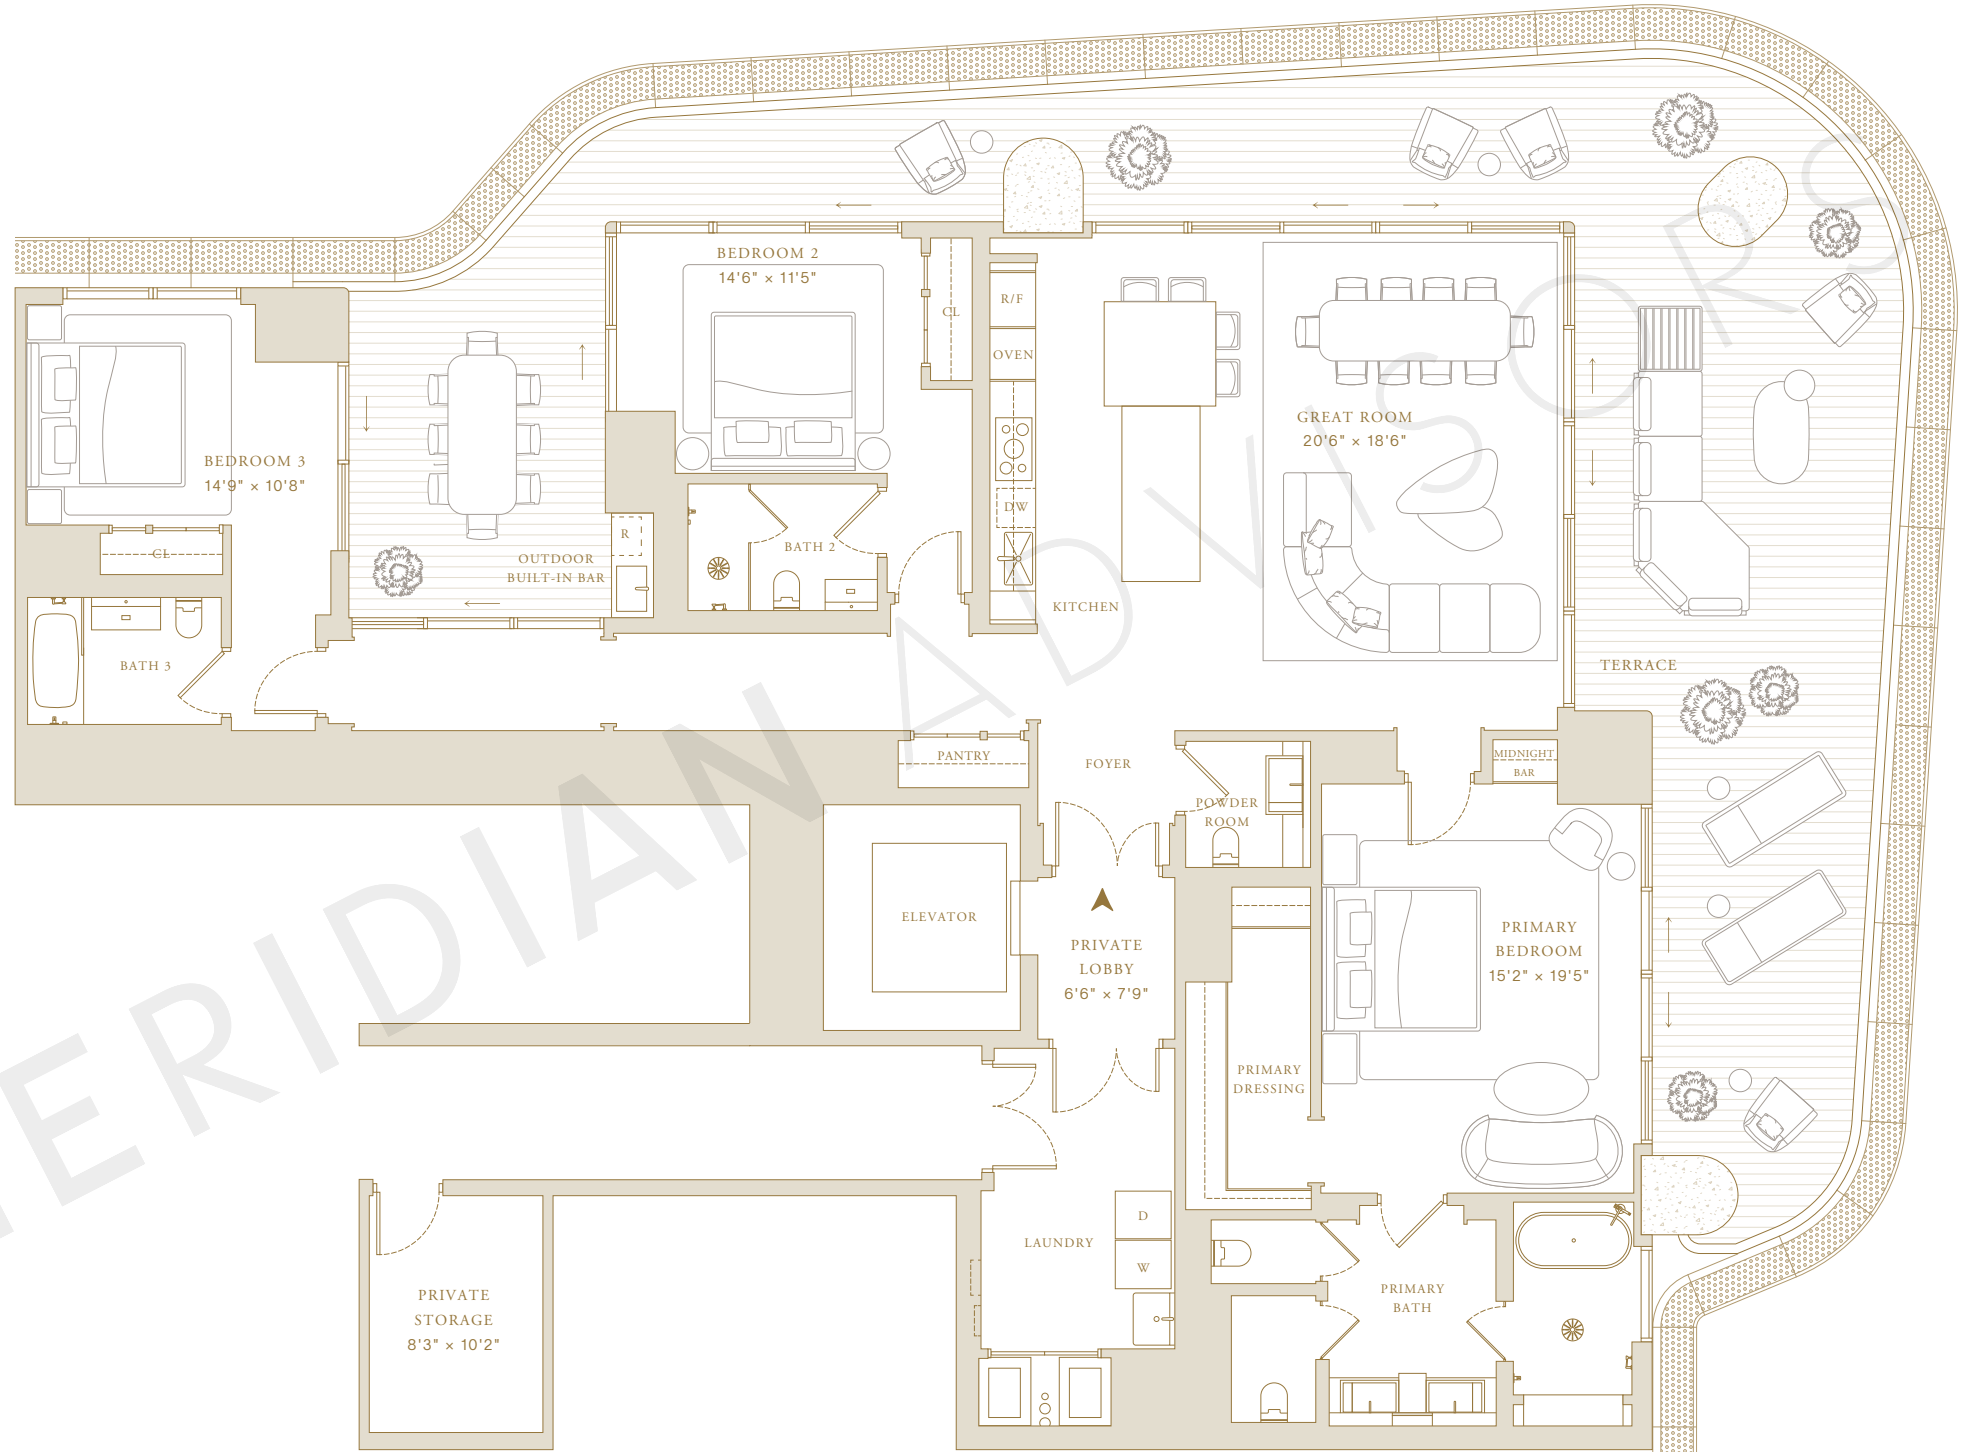 BEDROOM 2
14'6" × 11'5"
CL
R/F
OVEN
GREAT ROOM
20'6" × 18'6"
BEDROOM 3
14'9" × 10'8"
DW
R
OUTDOOR
BUILT-IN BAR
BATH 2
CL
KITCHEN
BATH 3
TERRACE
PANTRY
FOYER
MIDNIGHT
BAR
POWDER
ROOM
ELEVATOR
PRIVATE
LOBBY
6'6" × 7'9"
PRIMARY
BEDROOM
15'2" × 19'5"
PRIMARY
DRESSING
D
LAUNDRY
W
PRIMARY
BATH
PRIVATE
STORAGE
8'3" × 10'2"
ERIDIAN ADVISORS